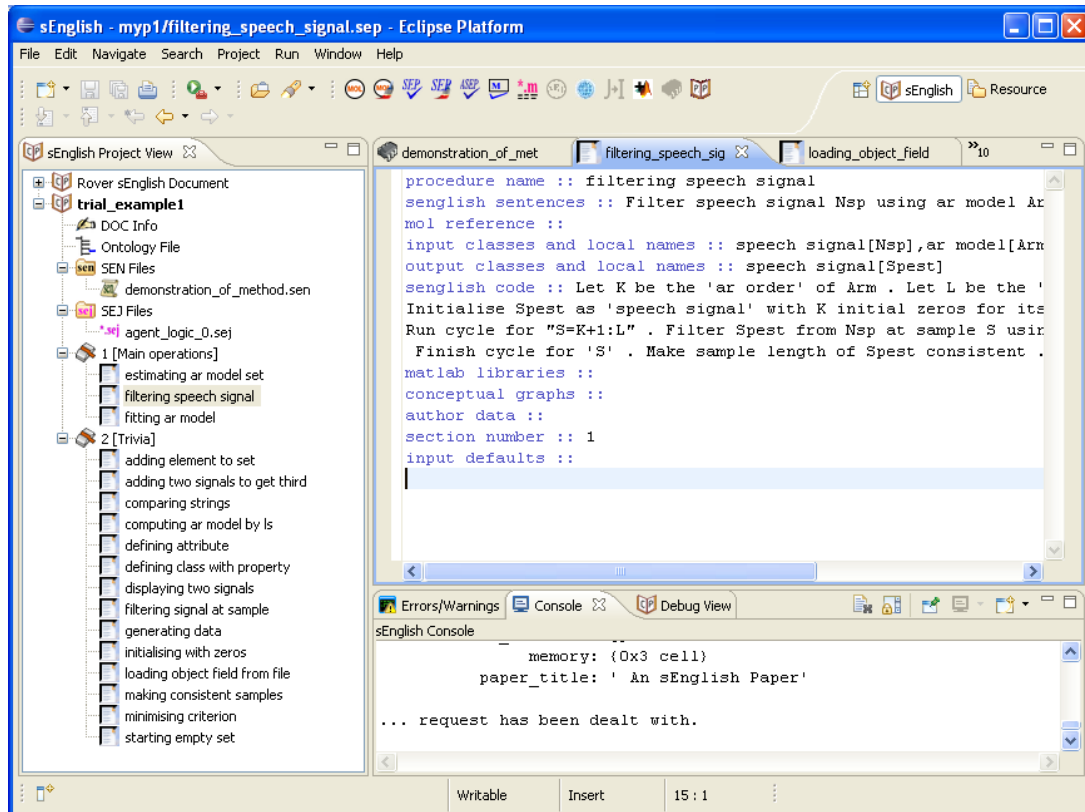 sEnglish - myp1/filtering_speech_signal.sep - Eclipse Platform
File Edit Navigate Search Project Run Window Help
sEnglish Resource
sEnglish Project View
Rover sEnglish Document
trial_example1
DOC Info
Ontology File
sen SEN Files
demonstration_of_method.sen
sej SEJ Files
*.sej agent_logic_0.sej
1 [Main operations]
estimating ar model set
filtering speech signal
fitting ar model
2 [Trivia]
adding element to set
adding two signals to get third
comparing strings
computing ar model by ls
defining attribute
defining class with property
displaying two signals
filtering signal at sample
generating data
initialising with zeros
loading object field from file
making consistent samples
minimising criterion
starting empty set
demonstration_of_met filtering_speech_sig loading_object_field »10
procedure name :: filtering speech signal
senglish sentences :: Filter speech signal Nsp using ar model Ar
mol reference ::
input classes and local names :: speech signal[Nsp],ar model[Arm
output classes and local names :: speech signal[Spest]
senglish code :: Let K be the 'ar order' of Arm . Let L be the '
Initialise Spest as 'speech signal' with K initial zeros for its
Run cycle for "S=K+1:L" . Filter Spest from Nsp at sample S usin
Finish cycle for 'S' . Make sample length of Spest consistent .
matlab libraries ::
conceptual graphs ::
author data ::
section number :: 1
input defaults ::
Errors/Warnings Console Debug View
sEnglish Console
memory: {0x3 cell}
paper_title: ' An sEnglish Paper'
... request has been dealt with.
Writable Insert 15 : 1